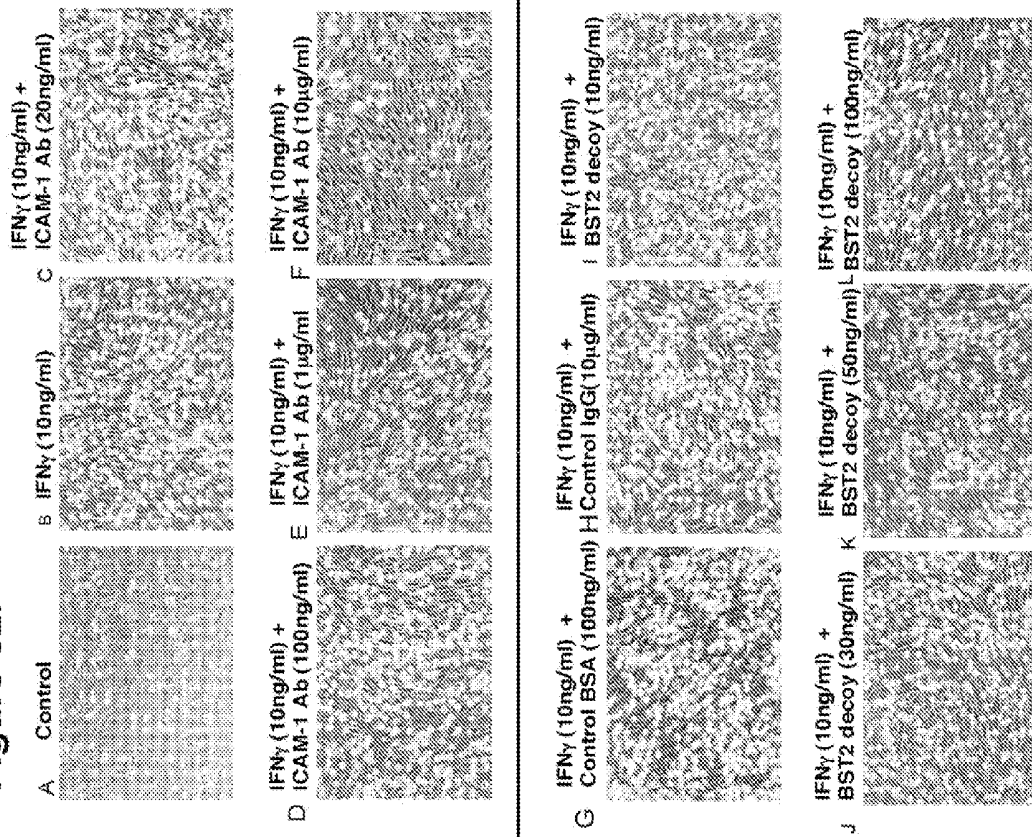 A Control
B IFNγ (10ng/ml)
IFNγ (10ng/ml) +
C ICAM-1 Ab (20ng/ml)
IFNγ (10ng/ml) +
D ICAM-1 Ab (100ng/ml)
IFNγ (10ng/ml) +
E ICAM-1 Ab (1μg/ml
IFNγ (10ng/ml) +
F ICAM-1 Ab (10μg/ml)
IFNγ (10ng/ml) +
G Control BSA (100ng/ml)
IFNγ (10ng/ml) +
H Control IgG(10μg/ml)
IFNγ (10ng/ml) +
I BST2 decoy (10ng/ml)
IFNγ (10ng/ml) +
J BST2 decoy (30ng/ml)
IFNγ (10ng/ml) +
K BST2 decoy (50ng/ml)
IFNγ (10ng/ml) +
L BST2 decoy (100ng/ml)